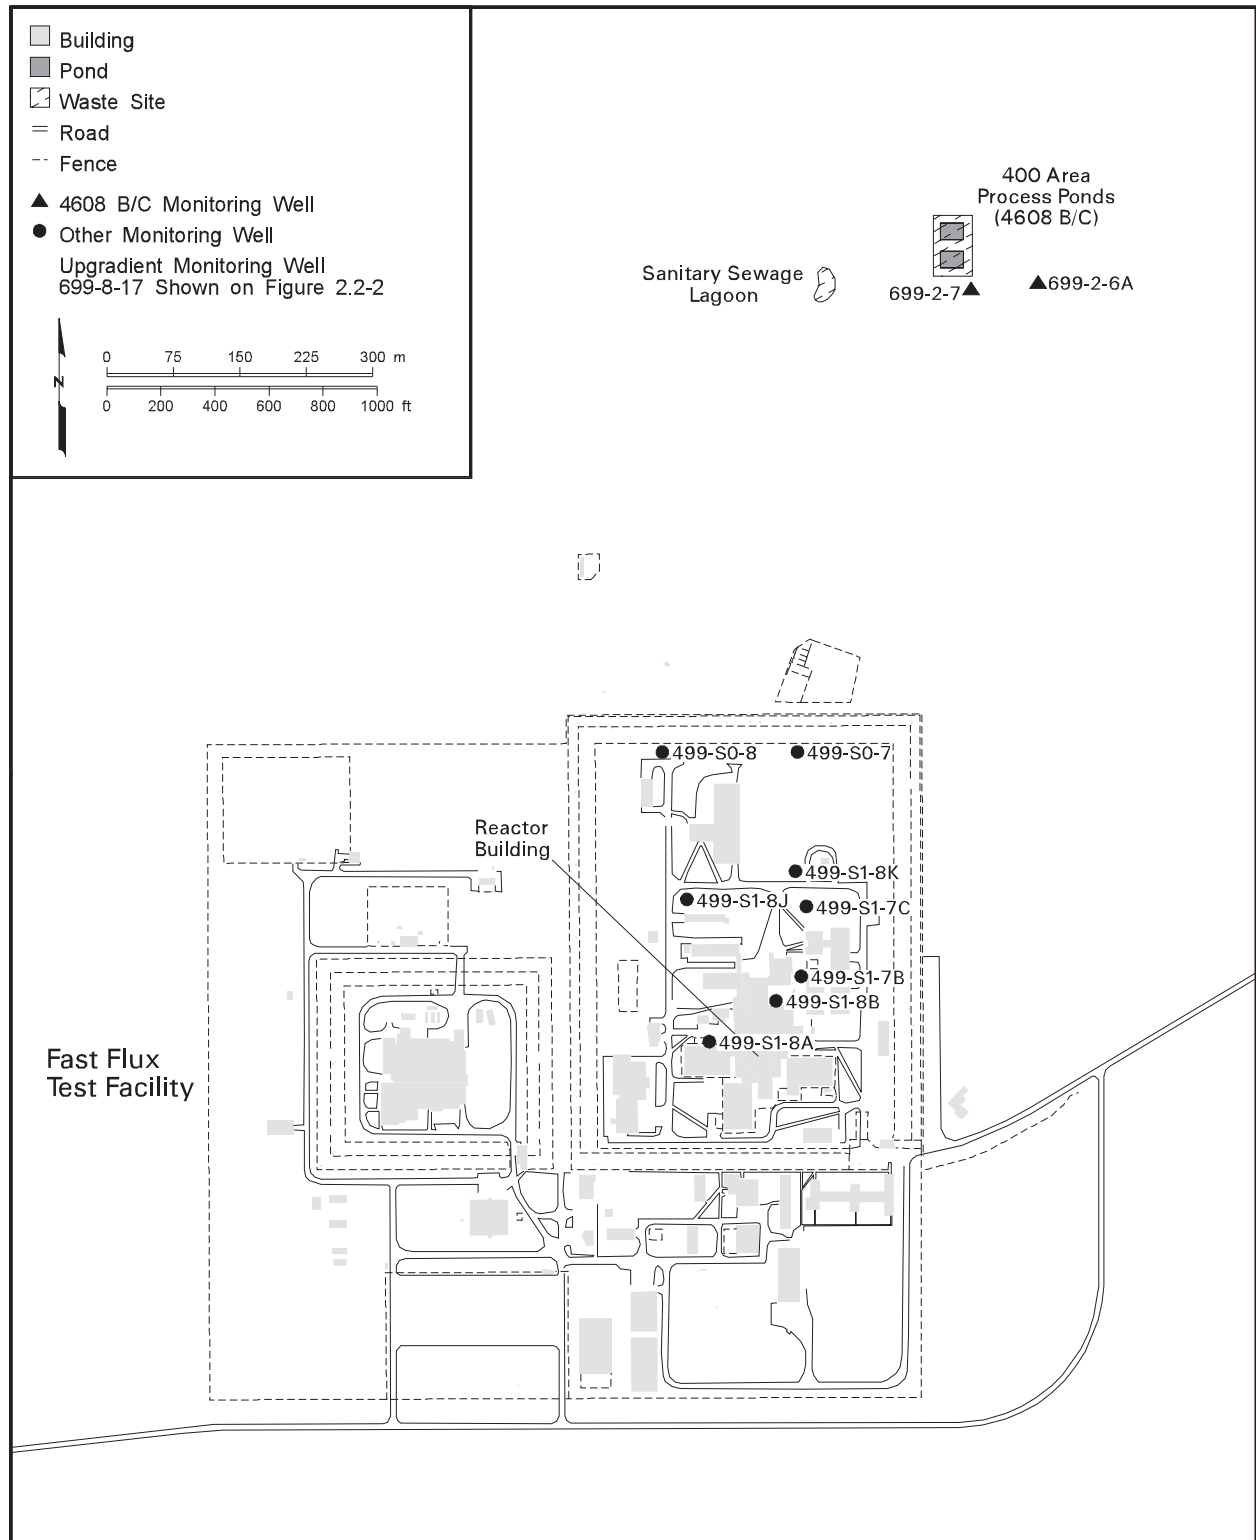 Building
Pond
Waste Site
Road
Fence
4608 B/C Monitoring Well
Other Monitoring Well
Upgradient Monitoring Well
699-8-17 Shown on Figure 2.2-2
0 75 150 225 300 m
N
0 200 400 600 800 1000 ft
400 Area
Process Ponds
(4608 B/C)
Sanitary Sewage
Lagoon
699-2-7
699-2-6A
499-S0-8
499-S0-7
Reactor
Building
499-S1-8K
499-S1-8J
499-S1-7C
499-S1-7B
499-S1-8B
499-S1-8A
Fast Flux
Test Facility